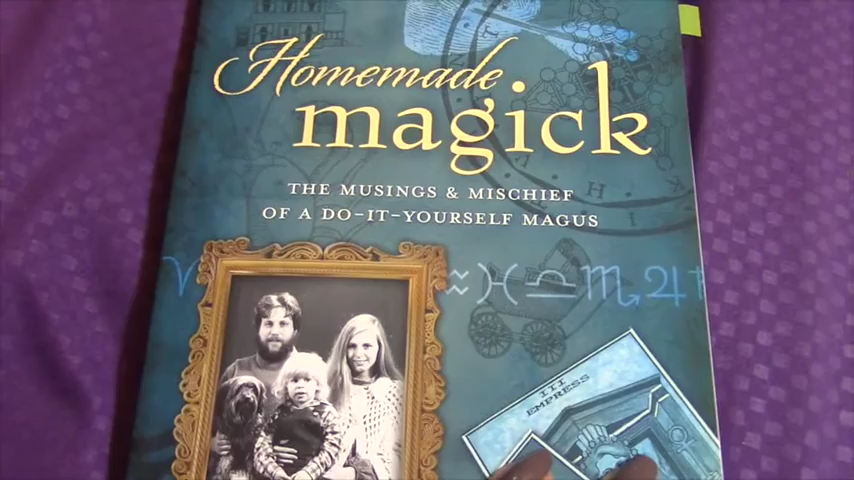 Homemade
magick
THE MUSINGS & MISCHIEF
OF A DO-IT-YOURSELF MAGUS
III
EMPRESS